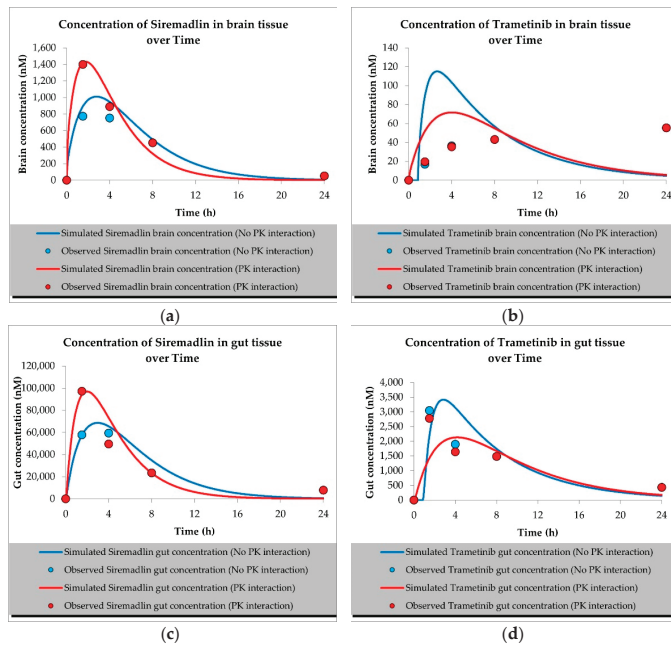 Concentration of Siremadlin in brain tissue
over Time
Brain concentration (nM)
1,600
1,400
1,200
1,000
800
600
400
200
0
0 4 8 12 16 20 24
Time (h)
Simulated Siremadlin brain concentration (No PK interaction)
Observed Siremadlin brain concentration (No PK interaction)
Simulated Siremadlin brain concentration (PK interaction)
Observed Siremadlin brain concentration (PK interaction)
(a)
Concentration of Trametinib in brain tissue
over Time
Brain concentration (nM)
140
120
100
80
60
40
20
0
0 4 8 12 16 20 24
Time (h)
Simulated Trametinib brain concentration (No PK interaction)
Observed Trametinib brain concentration (No PK interaction)
Simulated Trametinib brain concentration (PK interaction)
Observed Trametinib brain concentration (PK interaction)
(b)
Concentration of Siremadlin in gut tissue
over Time
Gut concentration (nM)
120,000
100,000
80,000
60,000
40,000
20,000
0
0 4 8 12 16 20 24
Time (h)
Simulated Siremadlin gut concentration (No PK interaction)
Observed Siremadlin gut concentration (No PK interaction)
Simulated Siremadlin gut concentration (PK interaction)
Observed Siremadlin gut concentration (PK interaction)
(c)
Concentration of Trametinib in gut tissue
over Time
Gut concentration (nM)
4,000
3,500
3,000
2,500
2,000
1,500
1,000
500
0
0 4 8 12 16 20 24
Time (h)
Simulated Trametinib gut concentration (No PK interaction)
Observed Trametinib gut concentration (No PK interaction)
Simulated Trametinib gut concentration (PK interaction)
Observed Trametinib gut concentration (PK interaction)
(d)